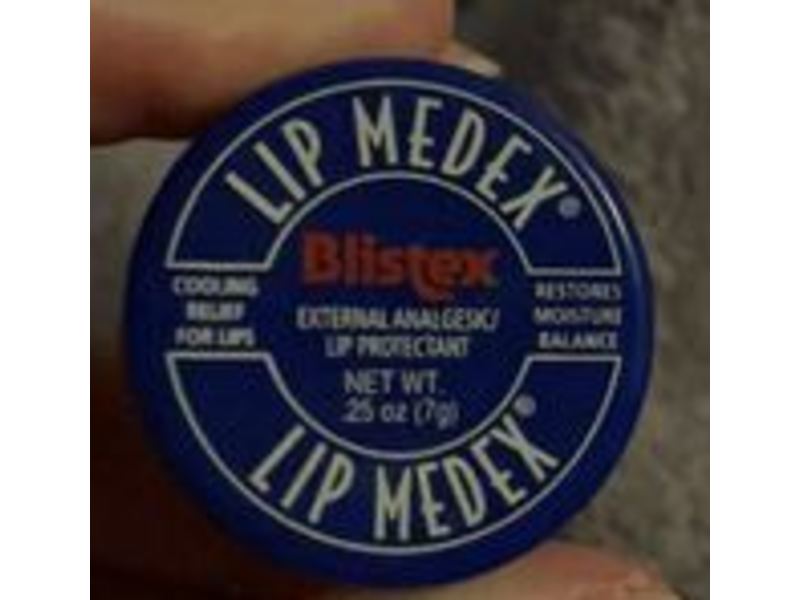 LIP MEDEX®
Blistex
COOLING
RELIEF
FOR LIPS
EXTERNAL ANALGESIC/
LIP PROTECTANT
NET WT.
.25 oz (7g)
RESTORES
MOISTURE
BALANCE
LIP MEDEX®